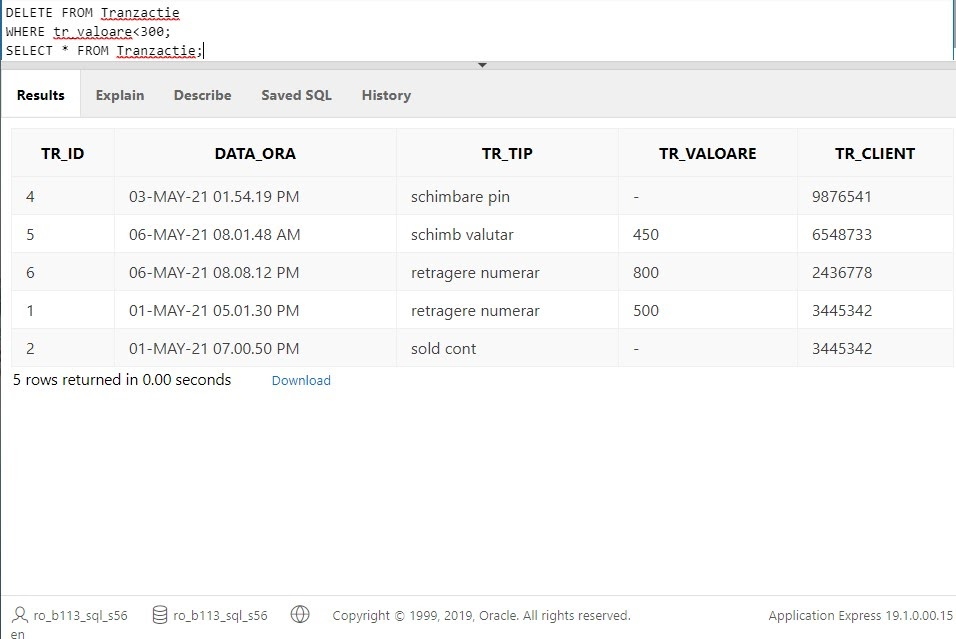 DELETE FROM Tranzactie
WHERE tr_valoare<300;
SELECT * FROM Tranzactie;
Results Explain Describe Saved SQL History
TR_ID DATA_ORA TR_TIP TR_VALOARE TR_CLIENT
4 03-MAY-21 01.54.19 PM schimbare pin - 9876541
5 06-MAY-21 08.01.48 AM schimb valutar 450 6548733
6 06-MAY-21 08.08.12 PM retragere numerar 800 2436778
1 01-MAY-21 05.01.30 PM retragere numerar 500 3445342
2 01-MAY-21 07.00.50 PM sold cont - 3445342
5 rows returned in 0.00 seconds Download
ro_b113_sql_s56 ro_b113_sql_s56 Copyright © 1999, 2019, Oracle. All rights reserved. Application Express 19.1.0.00.15
en